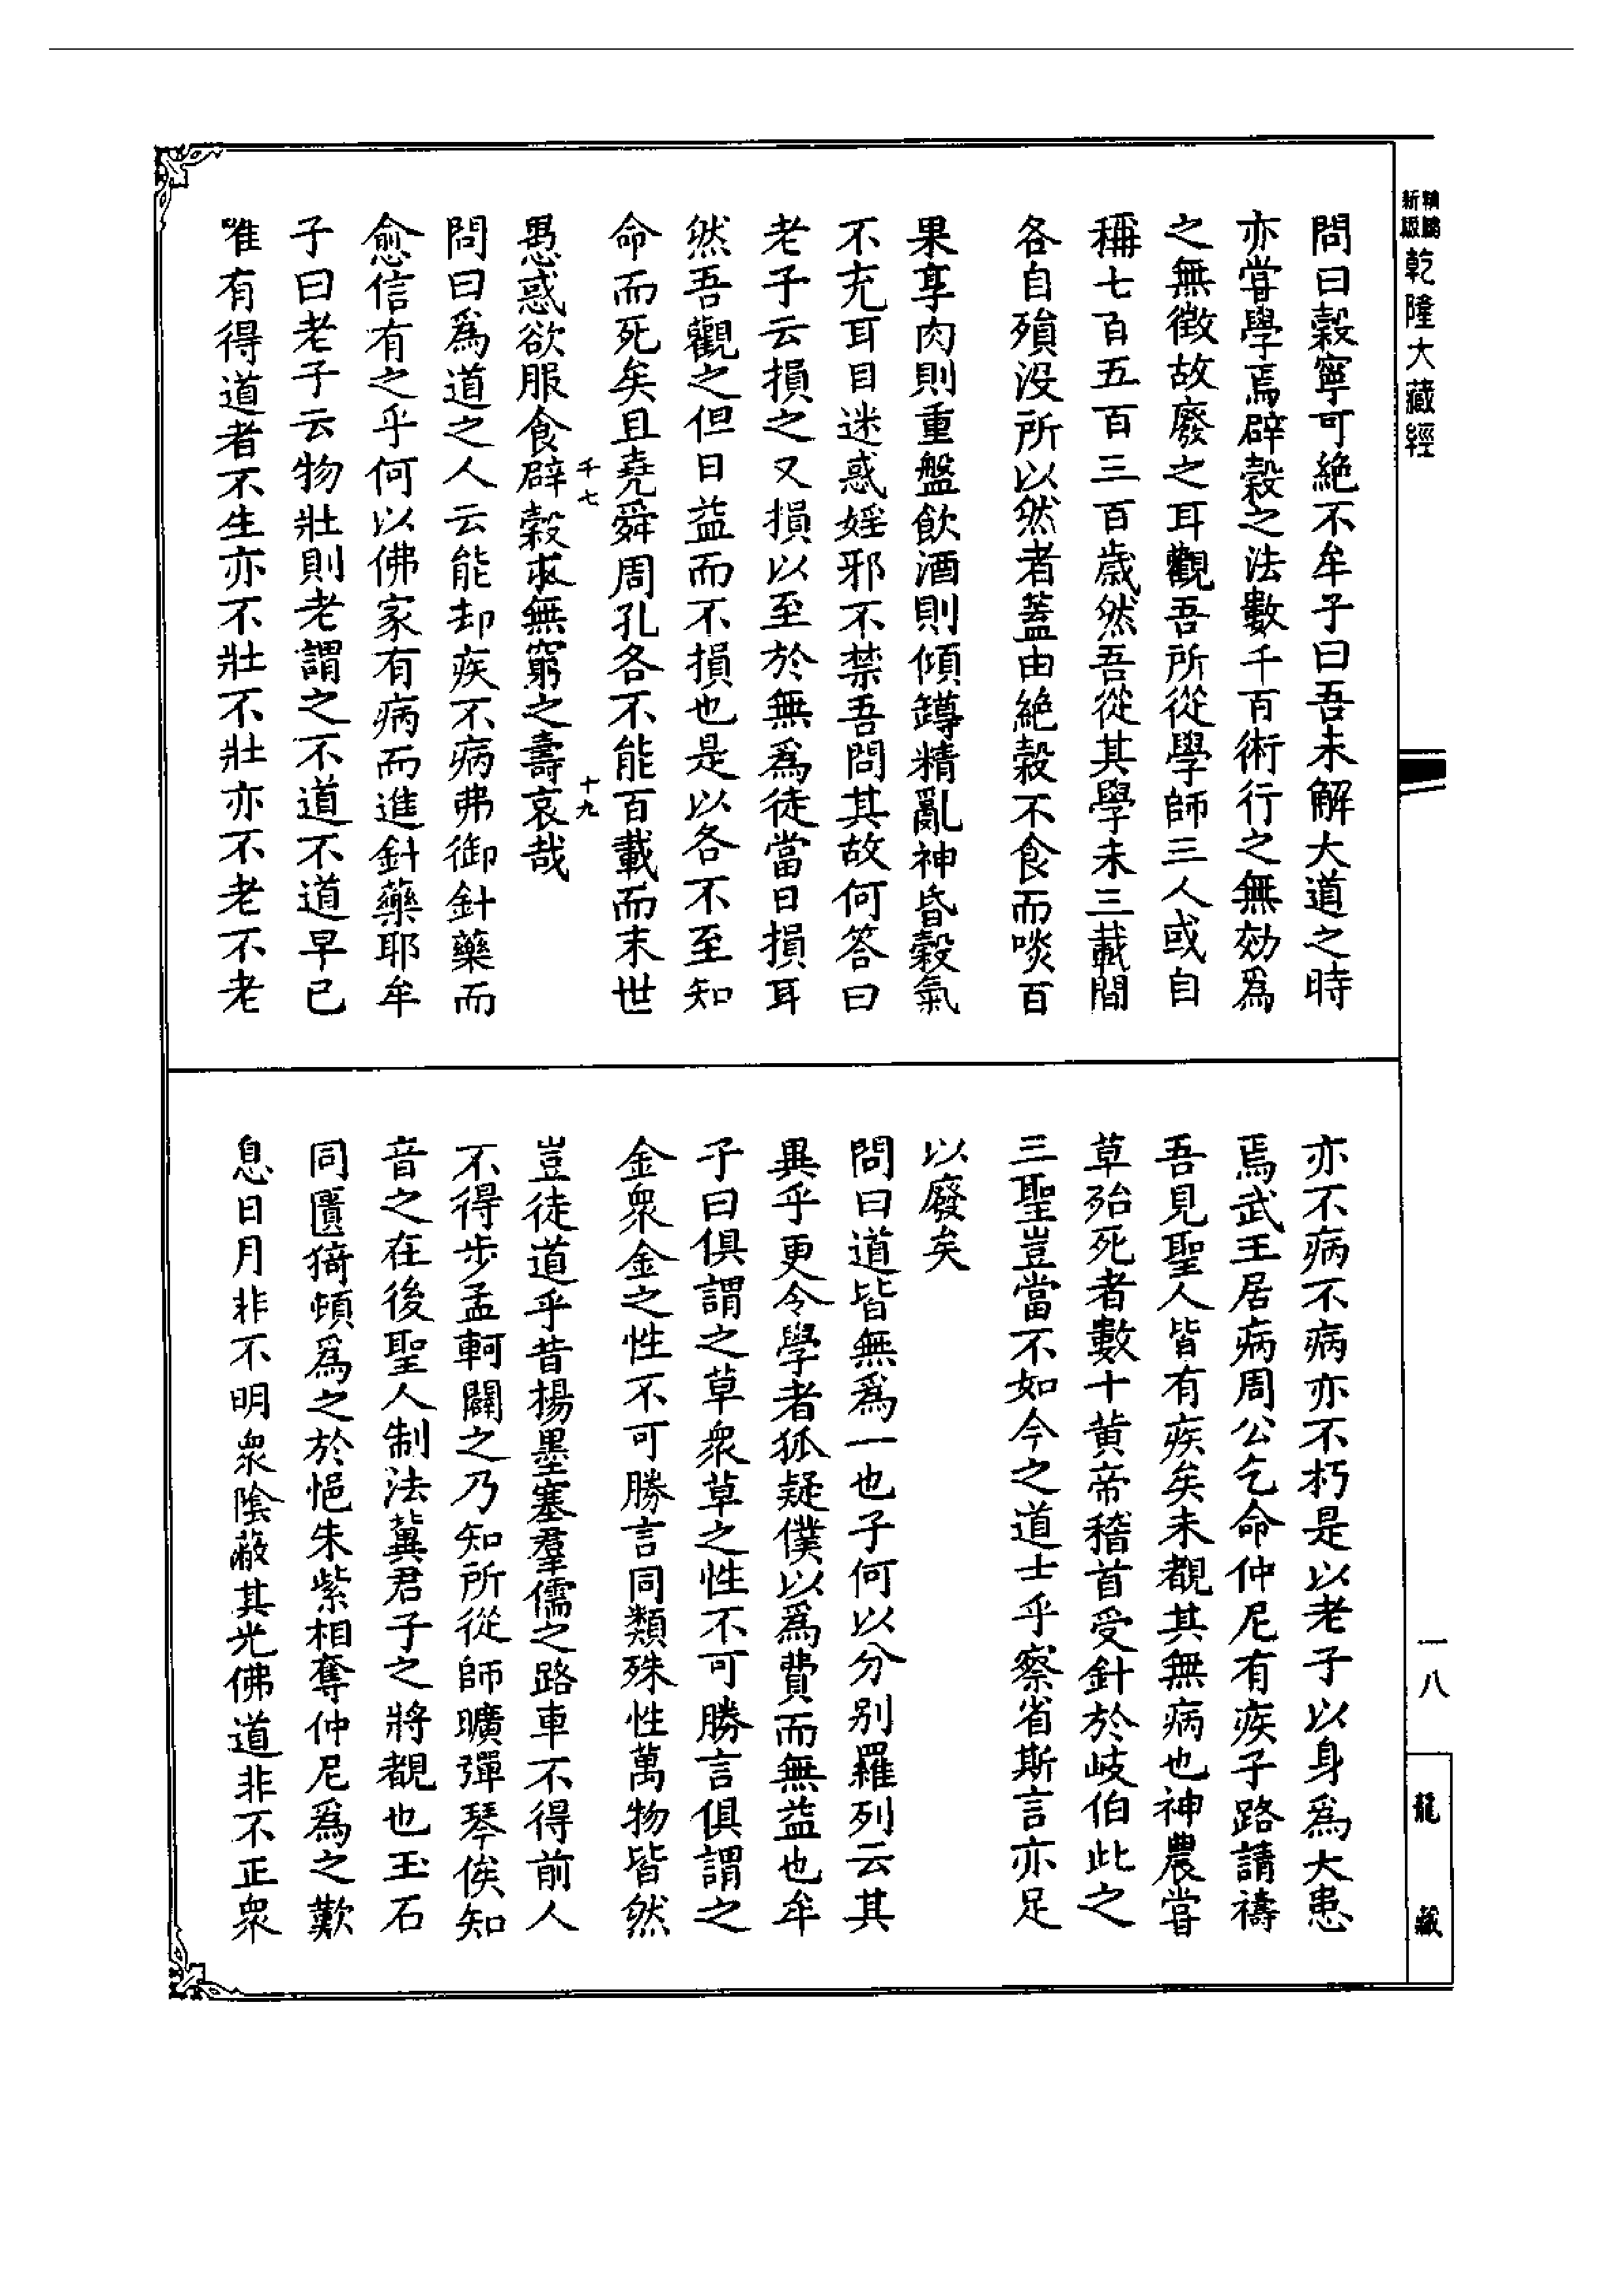 精鵰
新版
乾隆大藏經
問曰穀寧可絶不牟子曰吾未解大道之時
亦甞學焉辟穀之法數千百術行之無効爲
之無徴故廢之耳觀吾所從學師三人或自
稱七百五百三百歲然吾從其學未三載間
各自殞没所以然者蓋由絶穀不食而啖百
果享肉則重盤飲酒則傾罇精亂神昏穀氣
不充耳目迷惑婬邪不禁吾問其故何答曰
老子云損之又損以至於無爲徒當日損耳
然吾觀之但日益而不損也是以各不至知
命而死矣且堯舜周孔各不能百載而末世
千七
十九
愚惑欲服食辟穀求無窮之壽哀哉
問曰爲道之人云能却疾不病弗御針藥而
愈信有之乎何以佛家有病而進針藥耶牟
子曰老子云物壯則老謂之不道不道早已
唯有得道者不生亦不壯不壯亦不老不老
亦不病不病亦不朽是以老子以身爲大患
焉武王居病周公乞命仲尼有疾子路請禱
吾見聖人皆有疾矣未覩其無病也神農甞
草殆死者數十黄帝稽首受針於岐伯此之
三聖豈當不如今之道士乎察省斯言亦足
以廢矣
問曰道皆無爲一也子何以分别羅列云其
異乎更令學者狐疑僕以爲費而無益也牟
子曰俱謂之草衆草之性不可勝言俱謂之
金衆金之性不可勝言同類殊性萬物皆然
豈徒道乎昔楊墨塞羣儒之路車不得前人
不得步孟軻闢之乃知所從師曠彈琴俟知
音之在後聖人制法冀君子之將覩也玉石
同匱猗頓爲之於悒朱紫相奪仲尼爲之歎
息日月非不明衆陰蔽其光佛道非不正衆
一八
龍藏